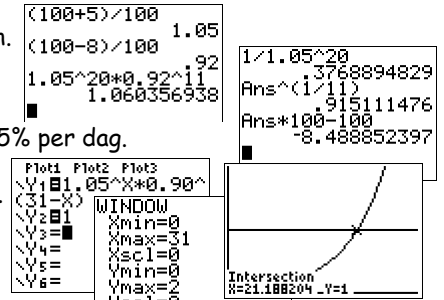 (100+5)/100
1.05
(100-8)/100
.92
1.05^20*0.92^11
1.060356938
1/1.05^20
.3768894829
Ans^(1/11)
.915111476
Ans*100-100
-8.488852397
5% per dag.
Plot1 Plot2 Plot3
\Y1=1.05^X*0.90^
(31-X)
\Y2=1
\Y3=
\Y4=
\Y5=
\Y6=
WINDOW
Xmin=0
Xmax=31
Xscl=0
Ymin=0
Ymax=2
Intersection
X=21.188204 Y=1